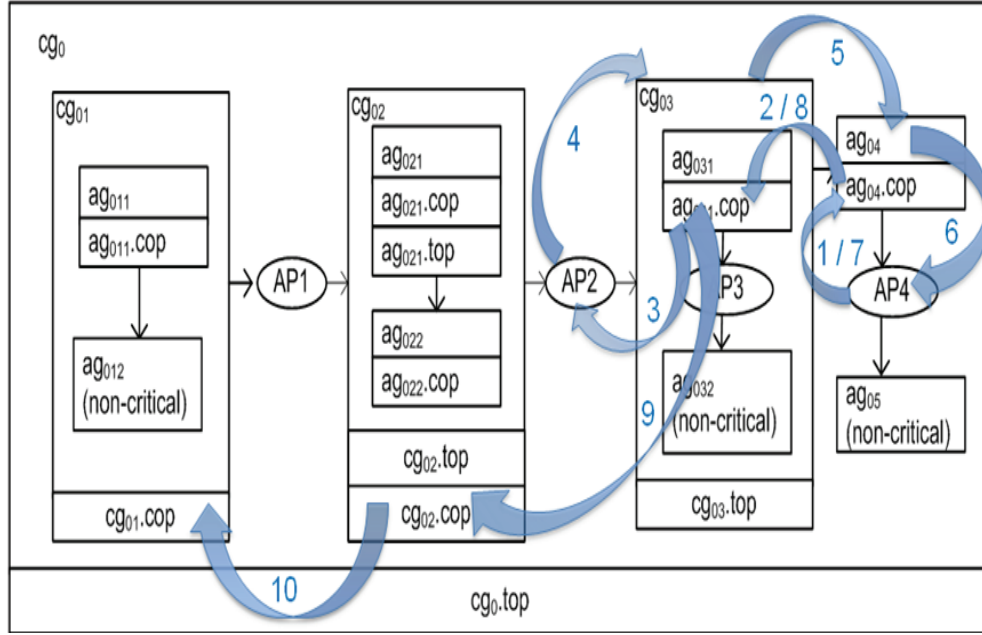 cg₀
cg₀₁
ag₀₁₁
ag₀₁₁.cop
ag₀₁₂
(non-critical)
cg₀₁.cop
AP1
cg₀₂
ag₀₂₁
ag₀₂₁.cop
ag₀₂₁.top
ag₀₂₂
ag₀₂₂.cop
cg₀₂.top
cg₀₂.cop
AP2
cg₀₃
ag₀₃₁
.cop
AP3
ag₀₃₂
(non-critical)
cg₀₃.top
ag₀₄
ag₀₄.cop
AP4
ag₀₅
(non-critical)
cg₀.top
1 / 7
2 / 8
3
4
5
6
9
10